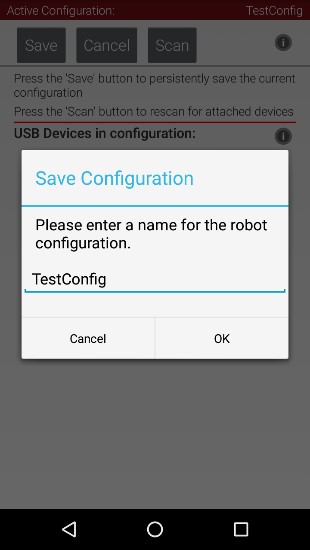 Active Configuration: TestConfig
Save Cancel Scan
Press the 'Save' button to persistently save the current
configuration
Press the 'Scan' button to rescan for attached devices
USB Devices in configuration:
Save Configuration
Please enter a name for the robot
configuration.
TestConfig
Cancel OK